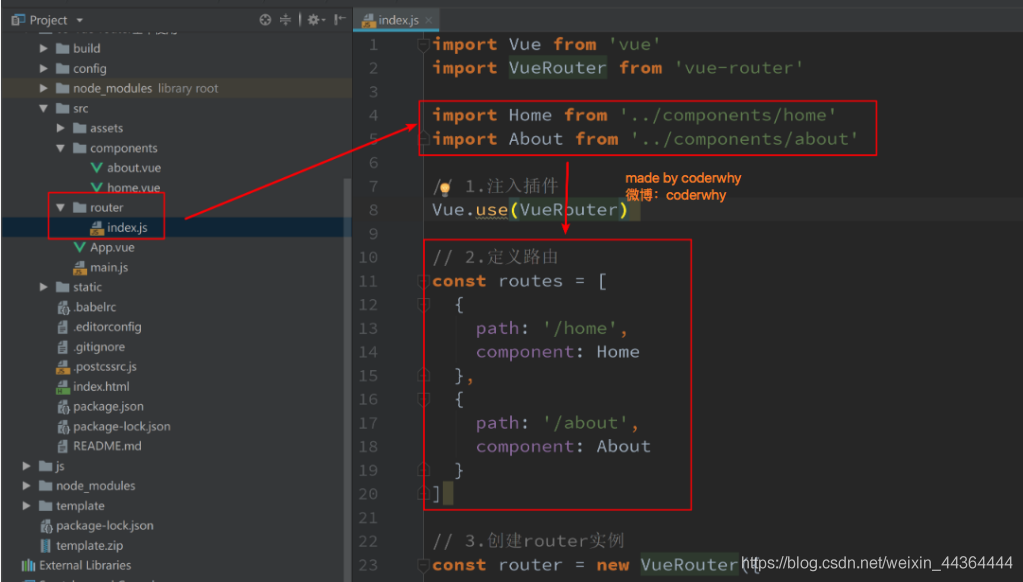 Project
build
config
node_modules library root
src
assets
components
about.vue
home.vue
router
index.js
App.vue
main.js
static
.babelrc
.editorconfig
.gitignore
.postcssrc.js
index.html
package.json
package-lock.json
README.md
js
node_modules
template
package-lock.json
template.zip
External Libraries
index.js
1 import Vue from 'vue'
2 import VueRouter from 'vue-router'
3
4 import Home from '../components/home'
5 import About from '../components/about'
6
7 // 1.注入插件
8 Vue.use(VueRouter)
9
10 // 2.定义路由
11 const routes = [
12 {
13 path: '/home',
14 component: Home
15 },
16 {
17 path: '/about',
18 component: About
19 }
20 ]
21
22 // 3.创建router实例
23 const router = new VueRouter({
made by coderwhy
微博：coderwhy
https://blog.csdn.net/weixin_44364444